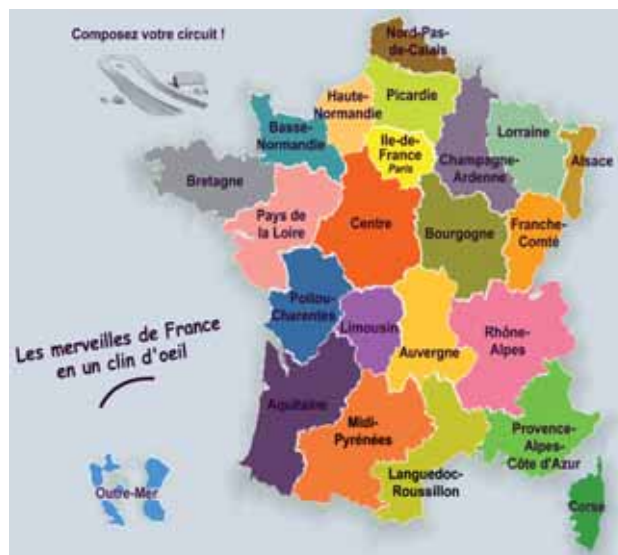 Composez votre circuit !
Nord-Pas-
de-Calais
Haute-
Normandie
Picardie
Basse-
Normandie
Ile-de-
France
Paris
Champagne-
Ardenne
Lorraine
Alsace
Bretagne
Pays de
la Loire
Centre
Bourgogne
Franche-
Comté
Poitou-
Charentes
Limousin
Auvergne
Rhône-
Alpes
Les merveilles de France
en un clin d'oeil
Aquitaine
Midi-
Pyrénées
Languedoc-
Roussillon
Provence-
Alpes-
Côte d'Azur
Outre-Mer
Corse